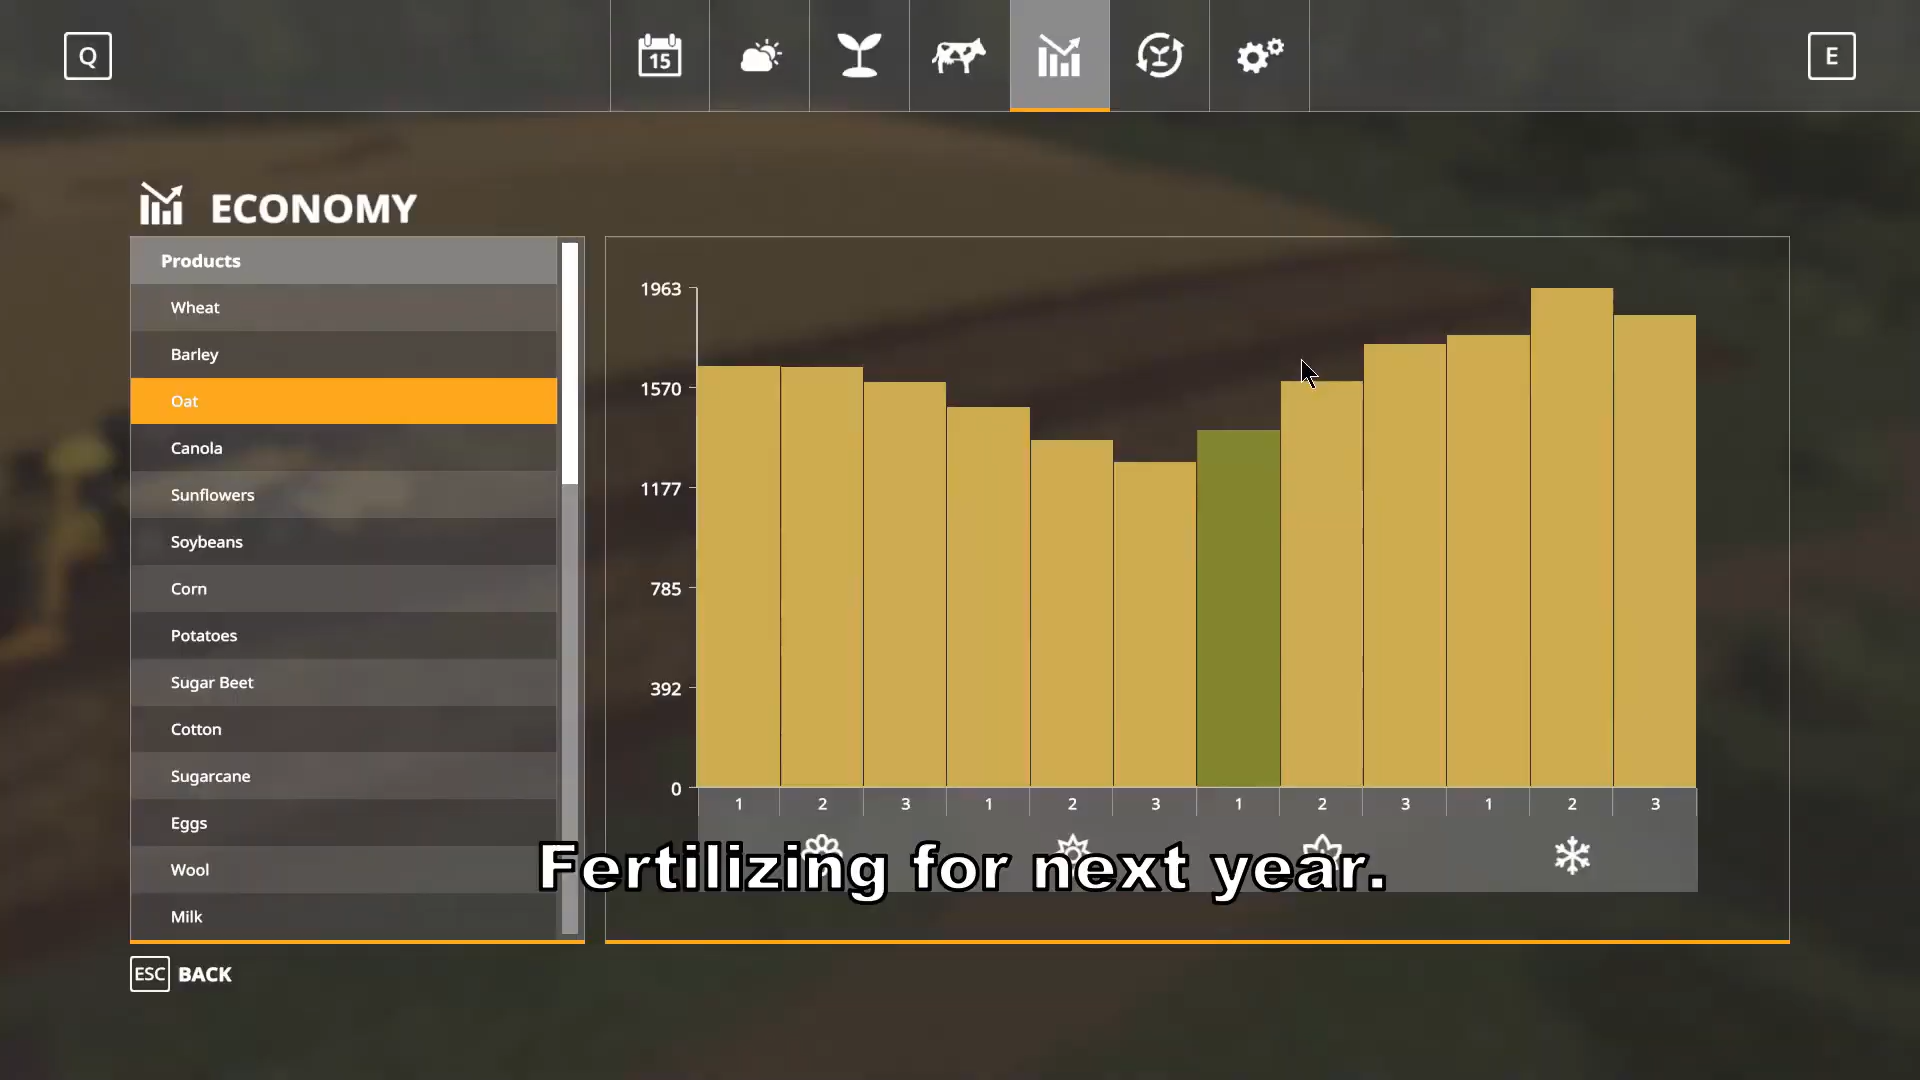 Q
15
E
ECONOMY
Products
Wheat
Barley
Oat
Canola
Sunflowers
Soybeans
Corn
Potatoes
Sugar Beet
Cotton
Sugarcane
Eggs
Wool
Milk
1963
1570
1177
785
392
0
1 2 3 1 2 3 1 2 3 1 2 3
Fertilizing for next year.
ESC BACK